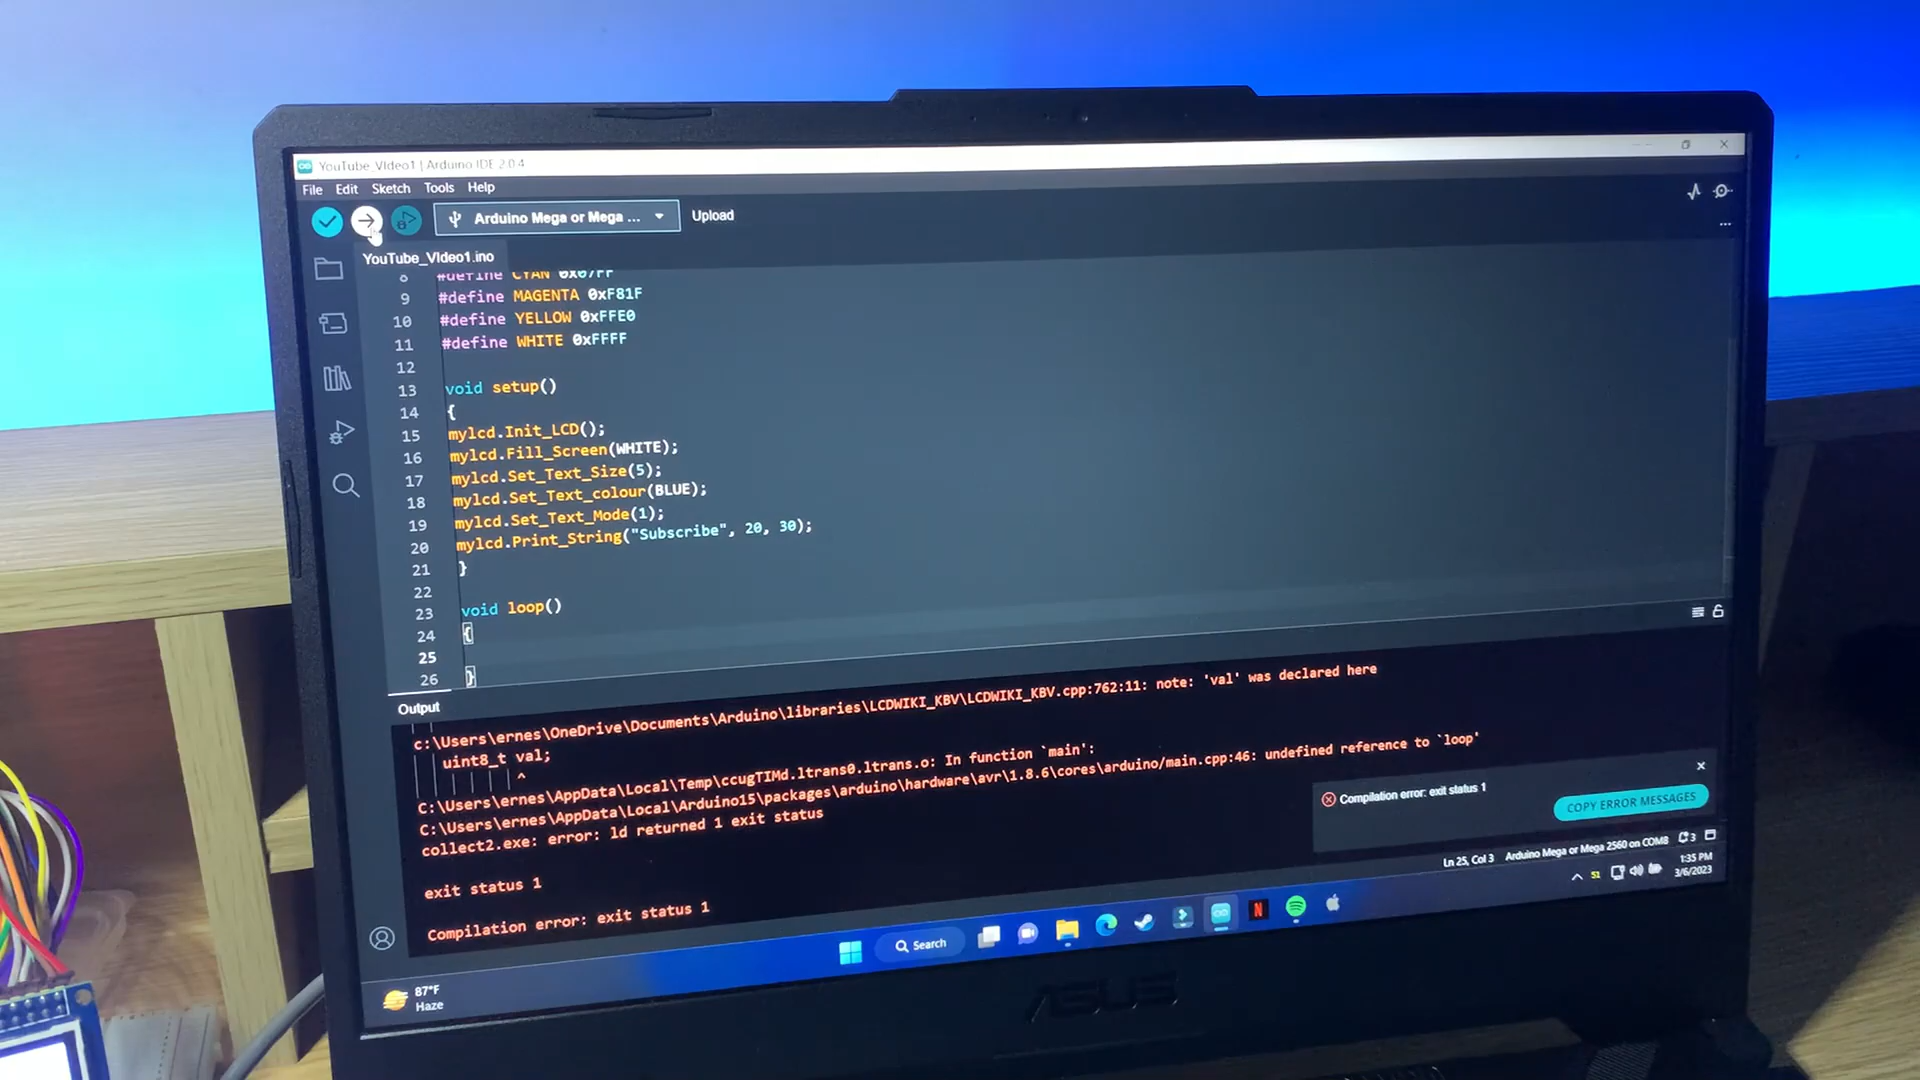 YouTube_VIdeo1 | Arduino IDE 2.0.4
File Edit Sketch Tools Help
Arduino Mega or Mega ... Upload
YouTube_VIdeo1.ino
8 #define CYAN 0x07FF
9 #define MAGENTA 0xF81F
10 #define YELLOW 0xFFE0
11 #define WHITE 0xFFFF
12
13 void setup()
14 {
15 mylcd.Init_LCD();
16 mylcd.Fill_Screen(WHITE);
17 mylcd.Set_Text_Size(5);
18 mylcd.Set_Text_colour(BLUE);
19 mylcd.Set_Text_Mode(1);
20 mylcd.Print_String("Subscribe", 20, 30);
21 }
22
23 void loop()
24 {
25
26 }
Output
c:\Users\ernes\OneDrive\Documents\Arduino\libraries\LCDWIKI_KBV\LCDWIKI_KBV.cpp:762:11: note: 'val' was declared here
uint8_t val;
^
C:\Users\ernes\AppData\Local\Temp\ccugTIMd.ltrans0.ltrans.o: In function `main':
C:\Users\ernes\AppData\Local\Arduino15\packages\arduino\hardware\avr\1.8.6\cores\arduino/main.cpp:46: undefined reference to `loop'
collect2.exe: error: ld returned 1 exit status
exit status 1
Compilation error: exit status 1
Compilation error: exit status 1
COPY ERROR MESSAGES
Ln 25, Col 3 Arduino Mega or Mega 2560 on COM8 3
1:35 PM
3/6/2023
Search
87°F
Haze
ASUS